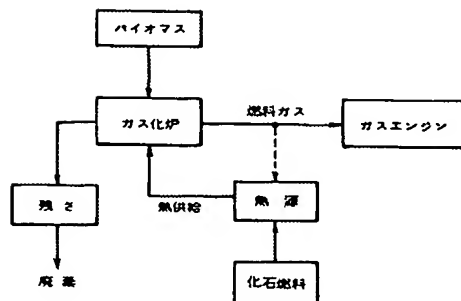 バイオマス
燃料ガス
ガス化炉
ガスエンジン
熱供給
残さ
熱源
廃棄
化石燃料